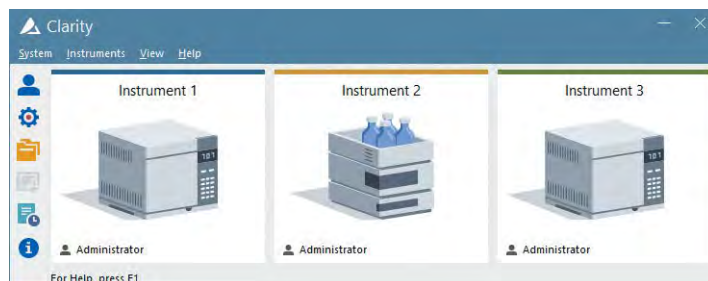 Clarity
System Instruments View Help
Instrument 1 Instrument 2 Instrument 3
Administrator Administrator Administrator
For Help, press F1